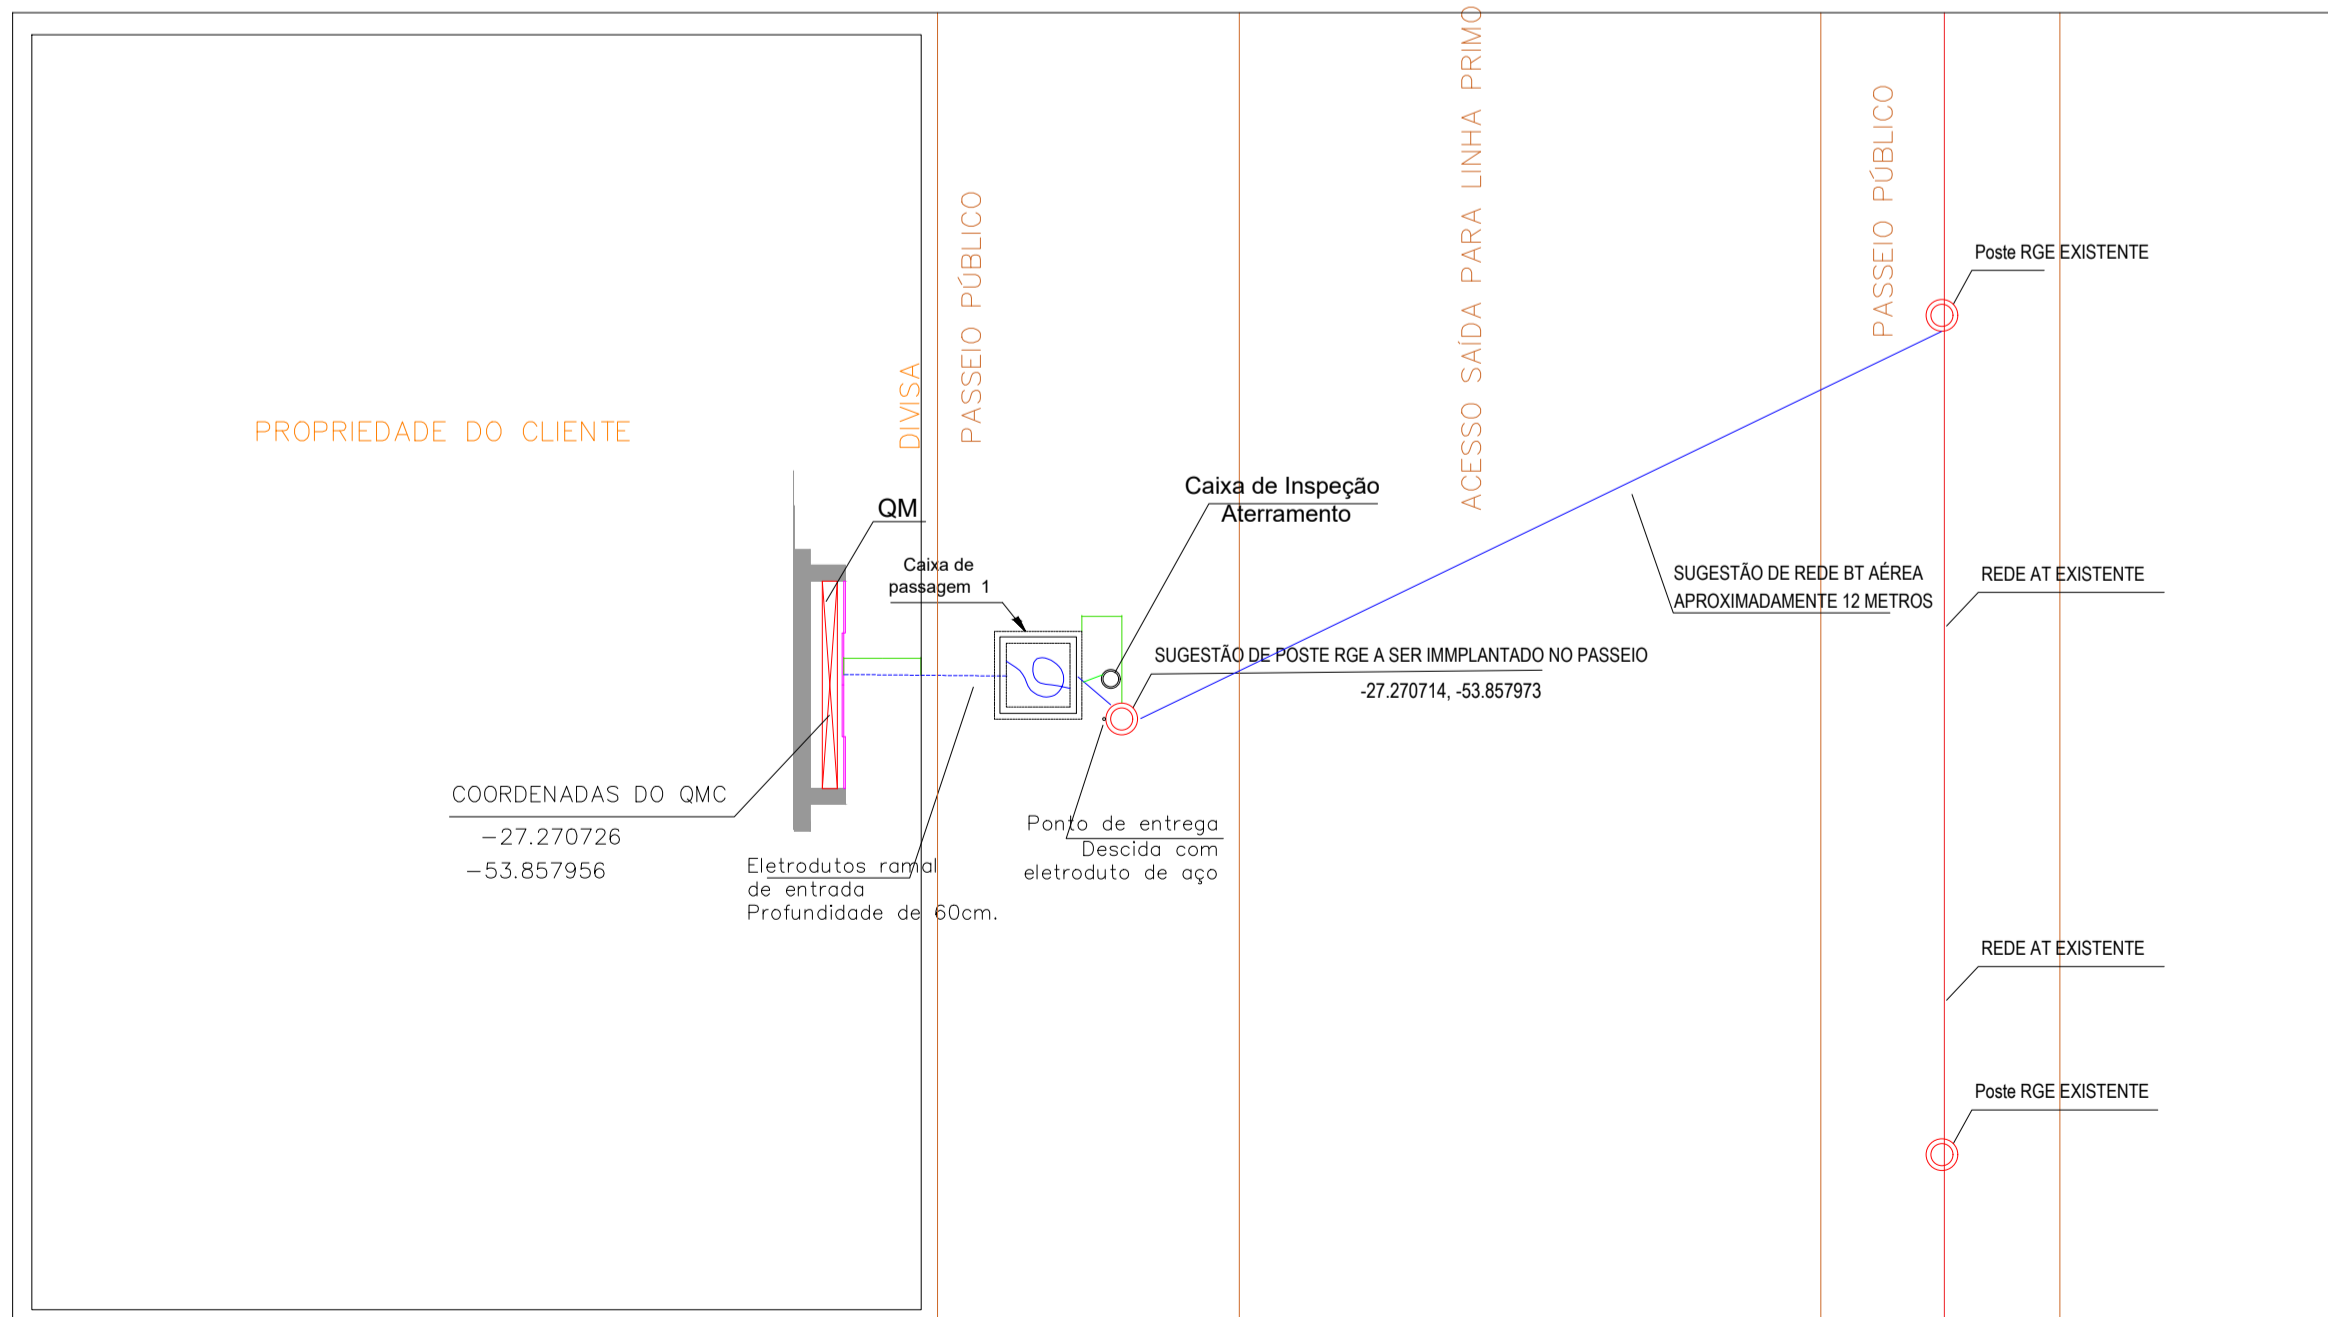 ACESSO SAÍDA PARA LINHA PRIMO
PASSEIO PÚBLICO
PASSEIO PÚBLICO
Poste RGE EXISTENTE
DIVISA
PROPRIEDADE DO CLIENTE
QM
Caixa de Inspeção
Aterramento
Caixa de
passagem 1
SUGESTÃO DE REDE BT AÉREA
APROXIMADAMENTE 12 METROS
REDE AT EXISTENTE
SUGESTÃO DE POSTE RGE A SER IMMPLANTADO NO PASSEIO
-27.270714, -53.857973
COORDENADAS DO QMC
-27.270726
-53.857956
Eletrodutos ramal
de entrada
Profundidade de 60cm.
Ponto de entrega
Descida com
eletroduto de aço
REDE AT EXISTENTE
Poste RGE EXISTENTE